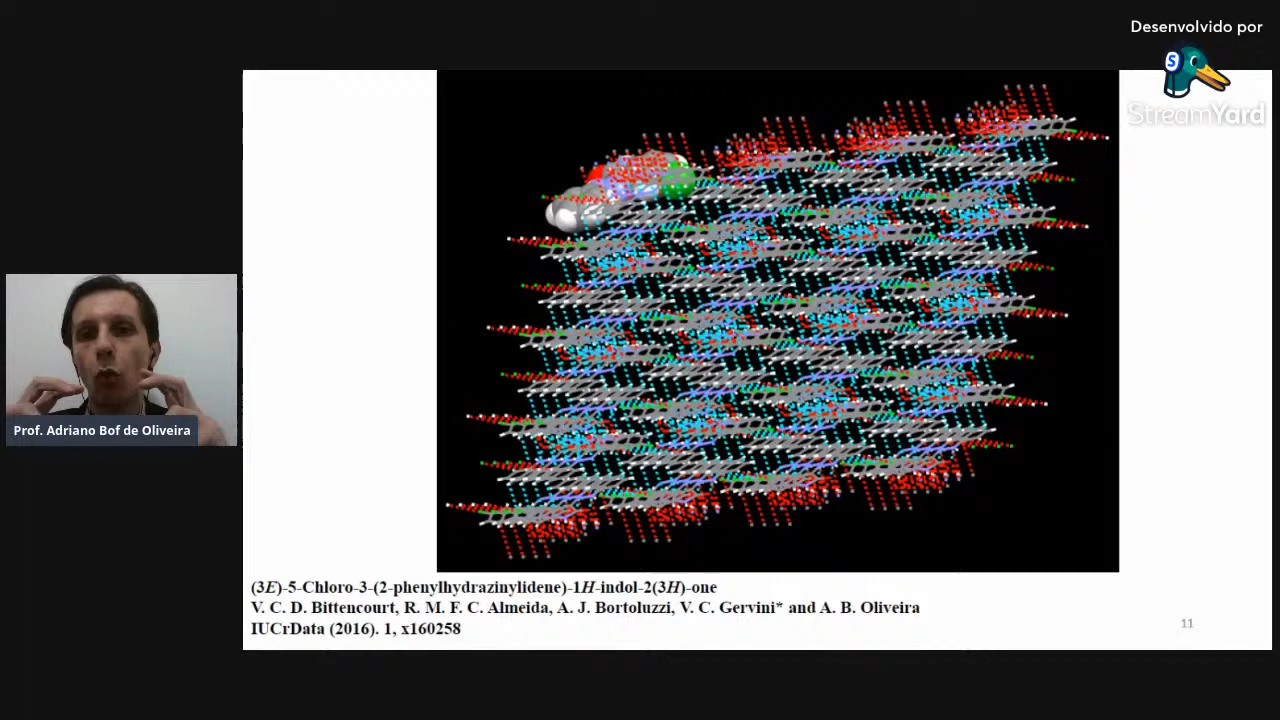 Desenvolvido por
S
StreamYard
Prof. Adriano Bof de Oliveira
(3E)-5-Chloro-3-(2-phenylhydrazinylidene)-1H-indol-2(3H)-one
V. C. D. Bittencourt, R. M. F. C. Almeida, A. J. Bortoluzzi, V. C. Gervini* and A. B. Oliveira
IUCrData (2016). 1, x160258
11